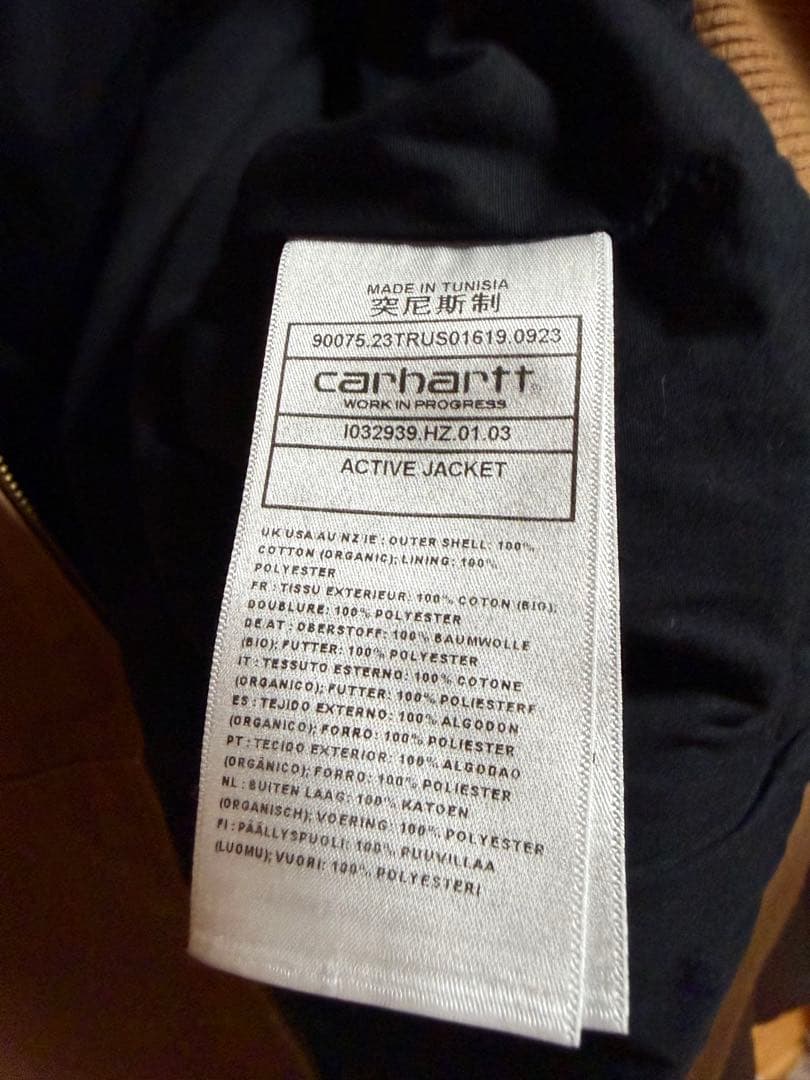 MADE IN TUNISIA
突尼斯制
90075.23TRUS01619.0923
carhartt
WORK IN PROGRESS
I032939.HZ.01.03
ACTIVE JACKET
UK USA AU NZ IE : OUTER SHELL: 100%
COTTON (ORGANIC); LINING: 100%
POLYESTER
FR : TISSU EXTERIEUR: 100% COTON (BIO);
DOUBLURE: 100% POLYESTER
DE AT : OBERSTOFF: 100% BAUMWOLLE
(BIO); FUTTER: 100% POLYESTER
IT : TESSUTO ESTERNO: 100% COTONE
(ORGANICO); FUTTER: 100% POLIESTERE
ES : TEJIDO EXTERNO: 100% ALGODON
(ORGANICO); FORRO: 100% POLIESTER
PT : TECIDO EXTERIOR: 100% ALGODAO
(ORGÂNICO); FORRO: 100% POLIESTER
NL : BUITEN LAAG: 100% KATOEN
(ORGANISCH); VOERING: 100% POLYESTER
FI : PÄÄLLYSPUOLI: 100% PUUVILLAA
(LUOMU); VUORI: 100% POLYESTERI